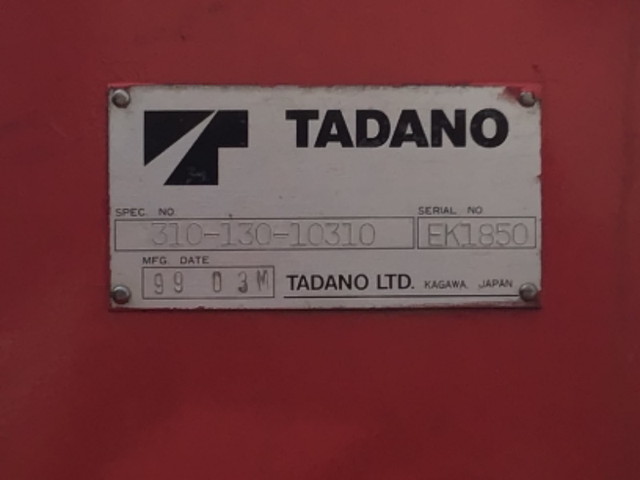 TADANO
SPEC. NO. SERIAL NO
310-130-10310 EK1850
MFG. DATE
99 03M TADANO LTD. KAGAWA, JAPAN